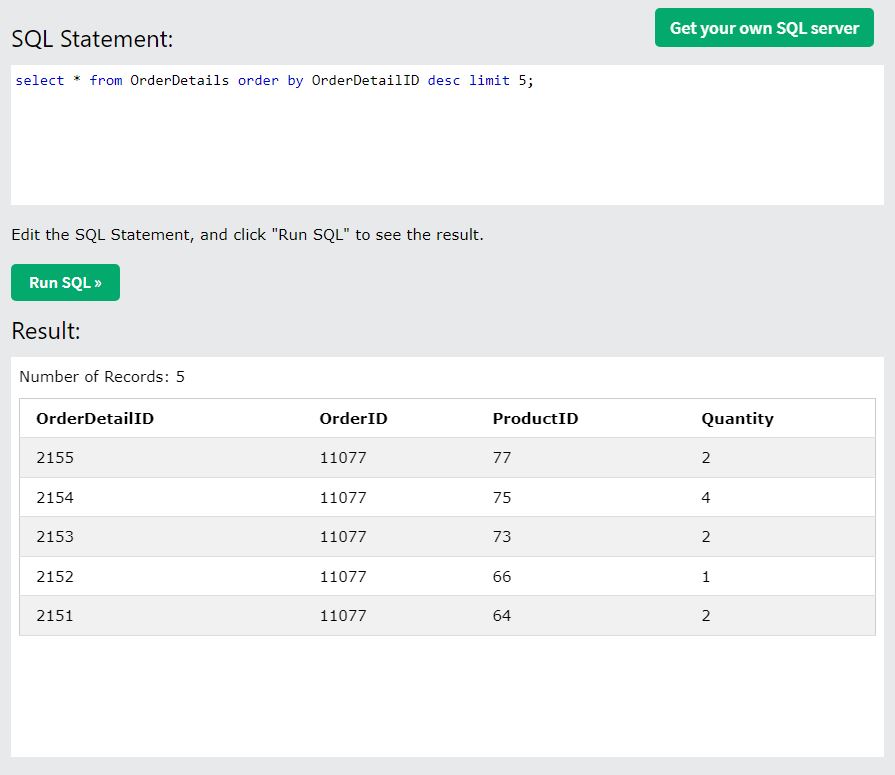 Get your own SQL server
SQL Statement:
select * from OrderDetails order by OrderDetailID desc limit 5;
Edit the SQL Statement, and click "Run SQL" to see the result.
Run SQL »
Result:
Number of Records: 5
OrderDetailID OrderID ProductID Quantity
2155 11077 77 2
2154 11077 75 4
2153 11077 73 2
2152 11077 66 1
2151 11077 64 2